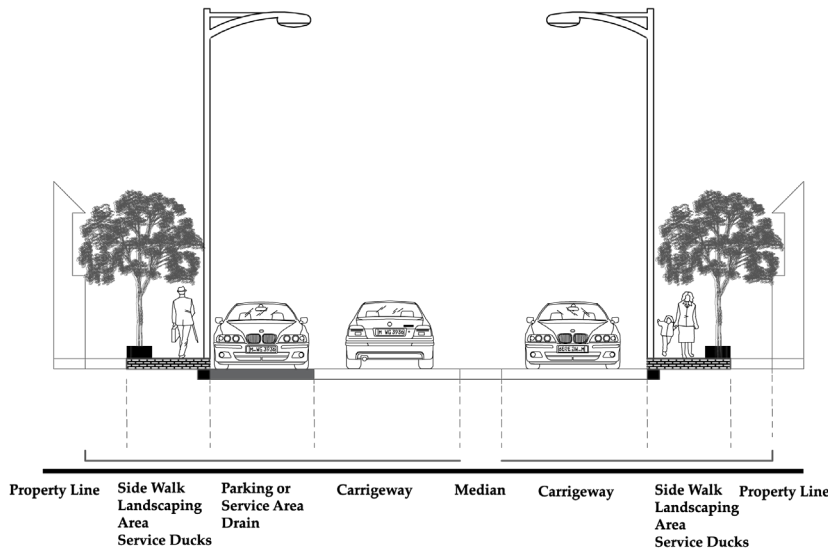 M·WG3938
Property Line
Side Walk
Landscaping
Area
Service Ducks
Parking or
Service Area
Drain
Carrigeway
Median
Carrigeway
Side Walk
Landscaping
Area
Service Ducks
Property Line